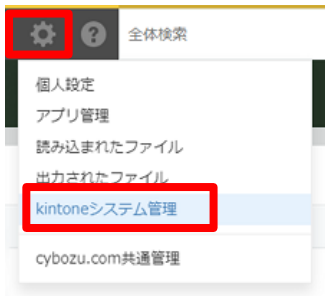 ?
全体検索
個人設定
アプリ管理
読み込まれたファイル
出力されたファイル
kintoneシステム管理
cybozu.com共通管理